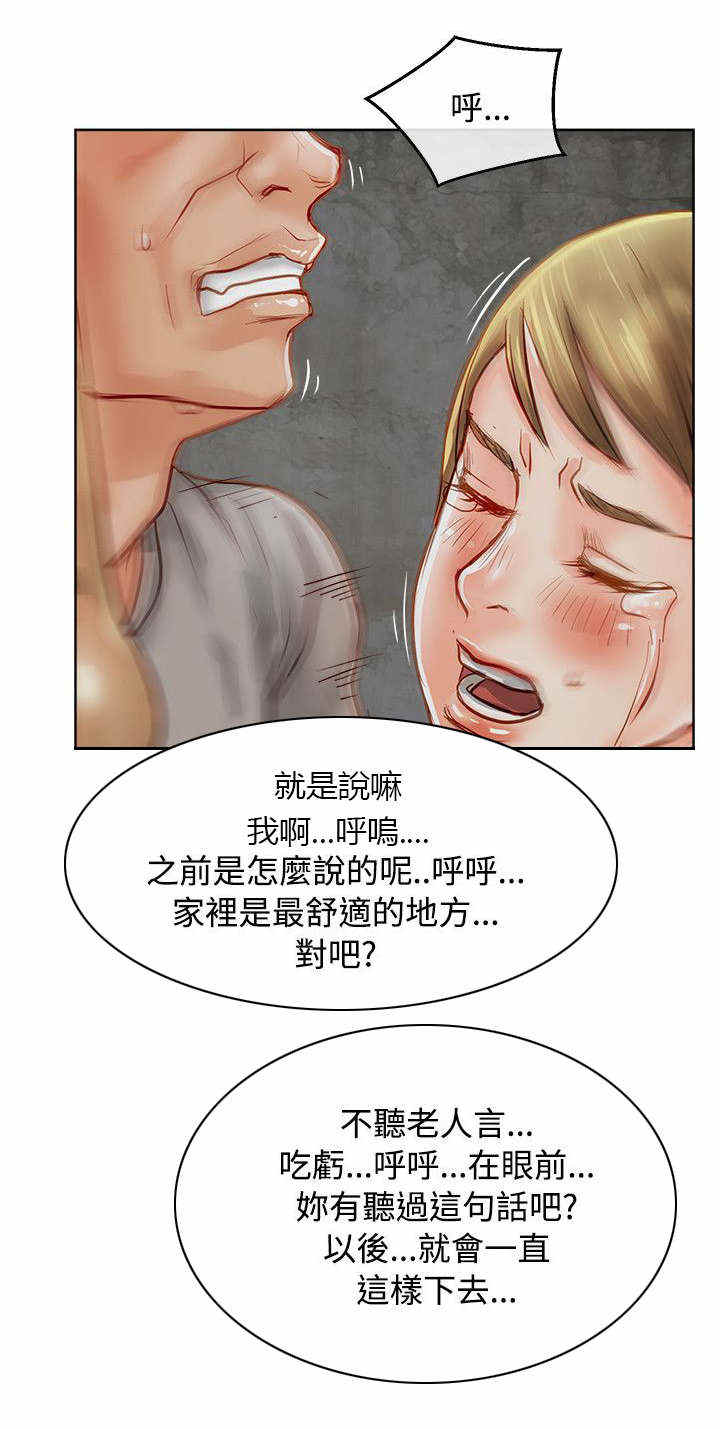 呼...
就是說嘛
我啊...呼嗚....
之前是怎麼說的呢..呼呼...
家裡是最舒適的地方...
對吧?
不聽老人言...
吃虧...呼呼...在眼前...
妳有聽過這句話吧?
以後...就會一直
這樣下去...